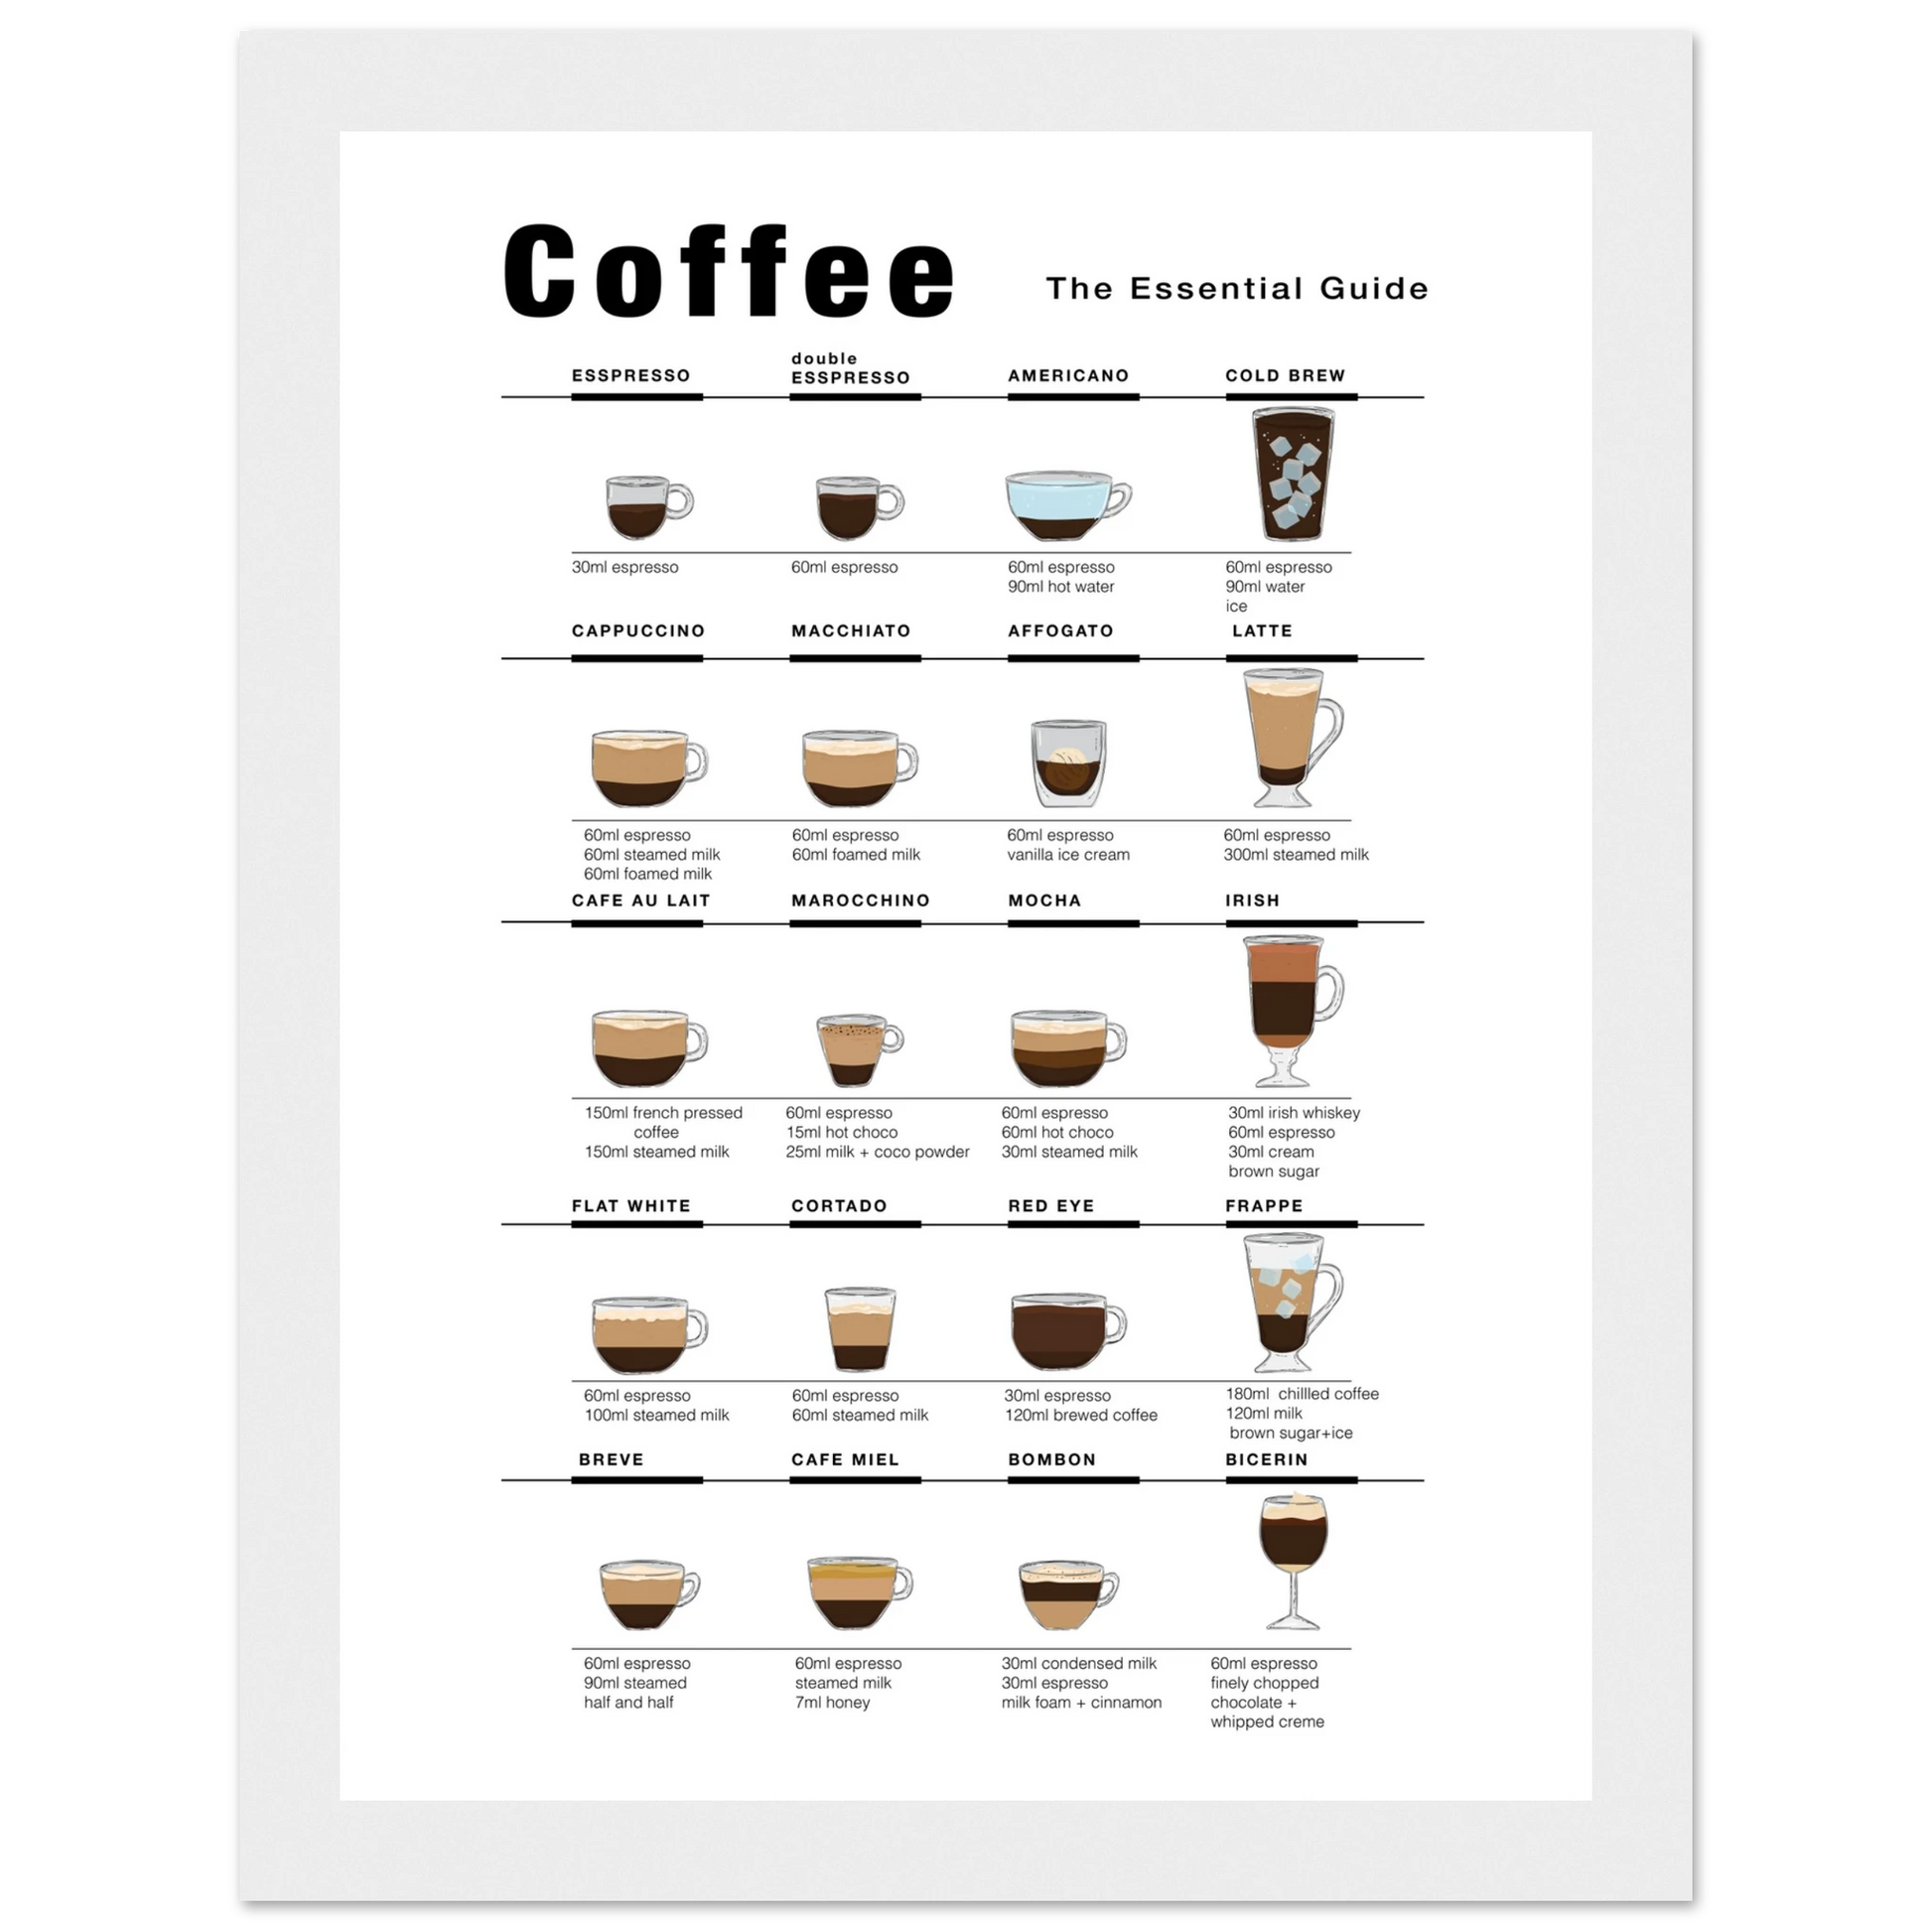 Coffee The Essential Guide
ESSPRESSO
double
ESSPRESSO
AMERICANO
COLD BREW
30ml espresso
60ml espresso
60ml espresso
90ml hot water
60ml espresso
90ml water
ice
CAPPUCCINO
MACCHIATO
AFFOGATO
LATTE
60ml espresso
60ml steamed milk
60ml foamed milk
60ml espresso
60ml foamed milk
60ml espresso
vanilla ice cream
60ml espresso
300ml steamed milk
CAFE AU LAIT
MAROCCHINO
MOCHA
IRISH
150ml french pressed
coffee
150ml steamed milk
60ml espresso
15ml hot choco
25ml milk + coco powder
60ml espresso
60ml hot choco
30ml steamed milk
30ml irish whiskey
60ml espresso
30ml cream
brown sugar
FLAT WHITE
CORTADO
RED EYE
FRAPPE
60ml espresso
100ml steamed milk
60ml espresso
60ml steamed milk
30ml espresso
120ml brewed coffee
180ml chillled coffee
120ml milk
brown sugar+ice
BREVE
CAFE MIEL
BOMBON
BICERIN
60ml espresso
90ml steamed
half and half
60ml espresso
steamed milk
7ml honey
30ml condensed milk
30ml espresso
milk foam + cinnamon
60ml espresso
finely chopped
chocolate +
whipped creme